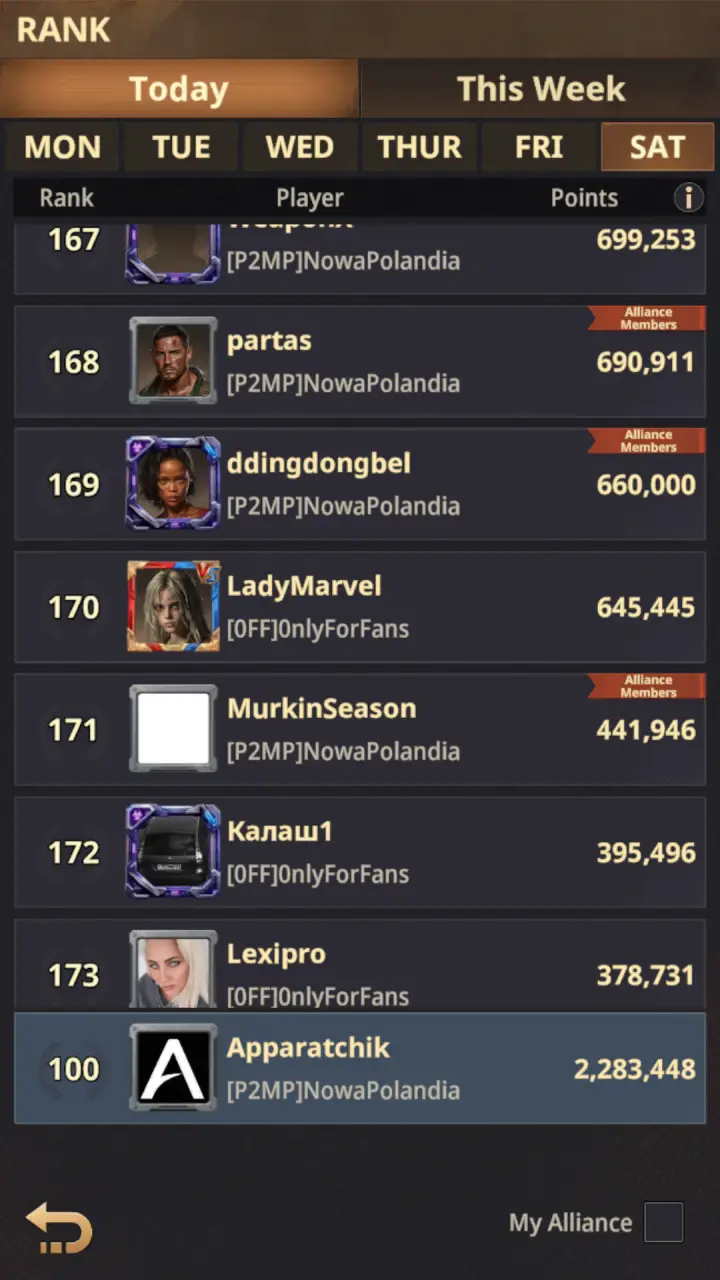 RANK
Today
This Week
MON
TUE
WED
THUR
FRI
SAT
Rank
Player
Points
i
167
WeaponX
[P2MP]NowaPolandia
699,253
Alliance
Members
168
partas
[P2MP]NowaPolandia
690,911
Alliance
Members
169
ddingdongbel
[P2MP]NowaPolandia
660,000
170
LadyMarvel
[0FF]0nlyForFans
645,445
Alliance
Members
171
MurkinSeason
[P2MP]NowaPolandia
441,946
172
Калаш1
[0FF]0nlyForFans
395,496
173
Lexipro
[0FF]0nlyForFans
378,731
100
Apparatchik
[P2MP]NowaPolandia
2,283,448
My Alliance